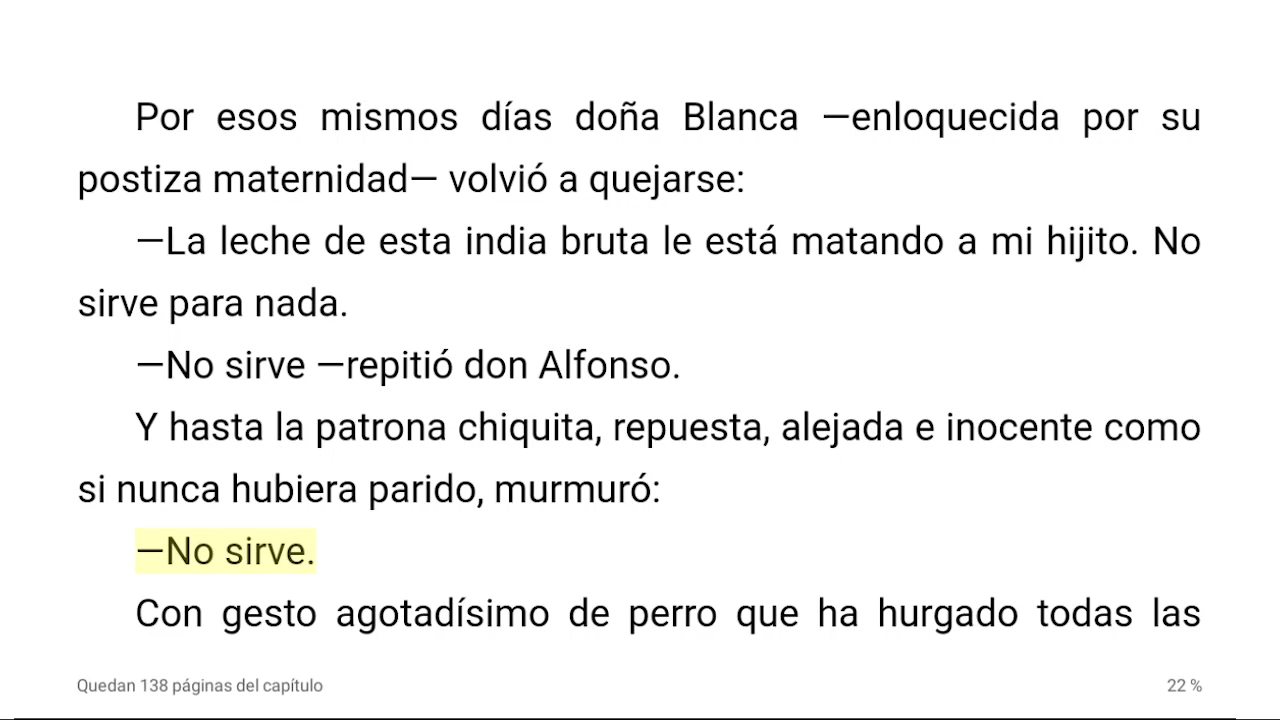 Por esos mismos días doña Blanca —enloquecida por su
postiza maternidad— volvió a quejarse:
—La leche de esta india bruta le está matando a mi hijito. No
sirve para nada.
—No sirve —repitió don Alfonso.
Y hasta la patrona chiquita, repuesta, alejada e inocente como
si nunca hubiera parido, murmuró:
—No sirve.
Con gesto agotadísimo de perro que ha hurgado todas las
Quedan 138 páginas del capítulo
22 %